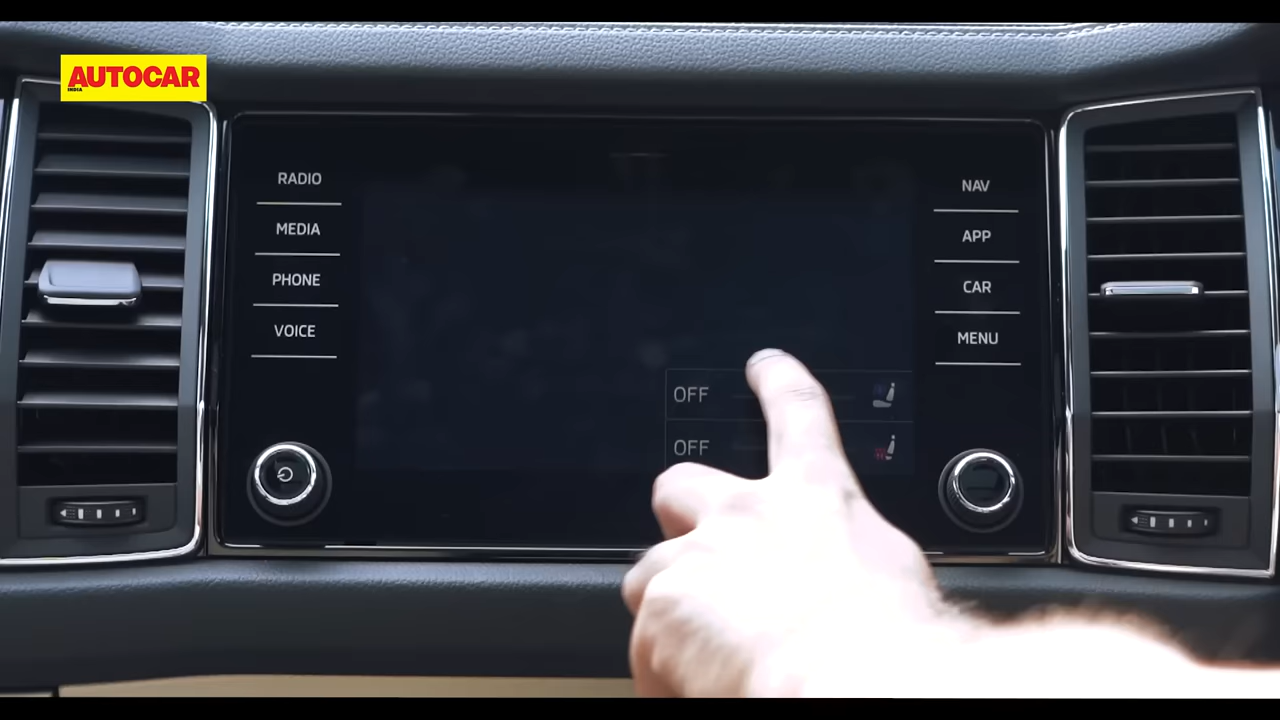 AUTOCAR
INDIA
RADIO
MEDIA
PHONE
VOICE
NAV
APP
CAR
MENU
OFF
OFF